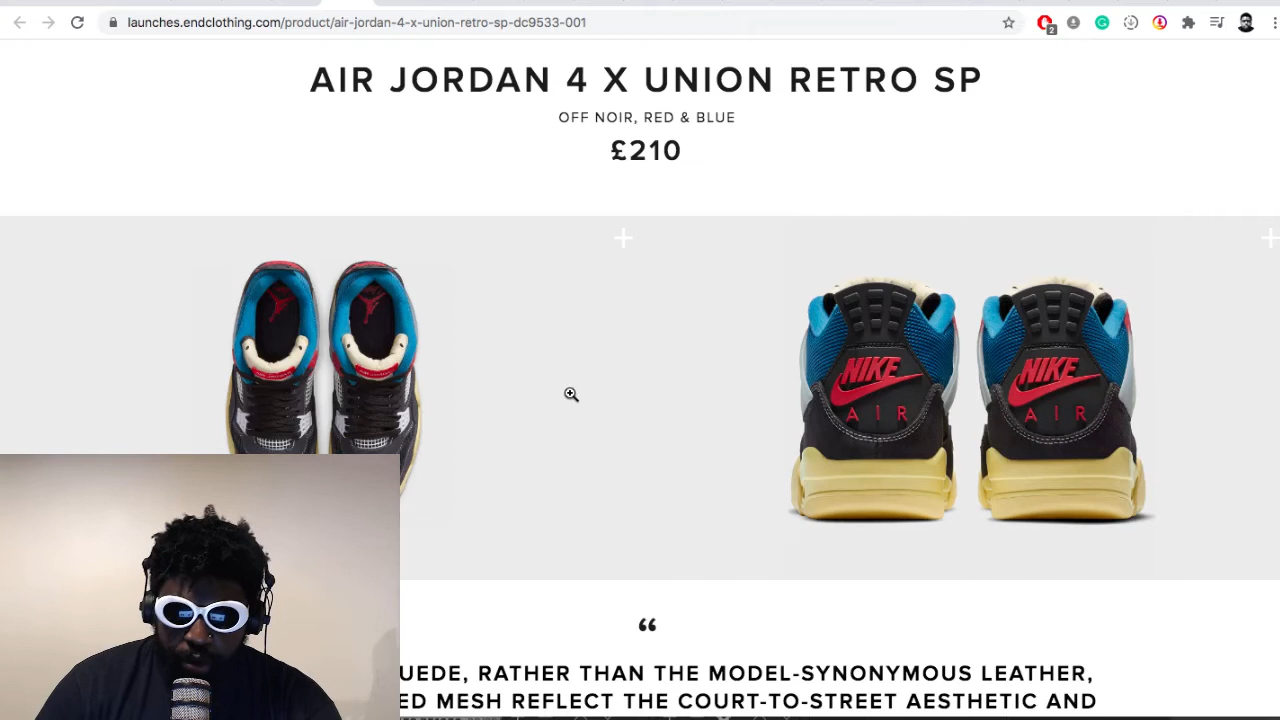 launches.endclothing.com/product/air-jordan-4-x-union-retro-sp-dc9533-001
2
AIR JORDAN 4 X UNION RETRO SP
OFF NOIR, RED & BLUE
£210
NIKE
AIR
NIKE
AIR
“
UEDE, RATHER THAN THE MODEL-SYNONYMOUS LEATHER,
ED MESH REFLECT THE COURT-TO-STREET AESTHETIC AND